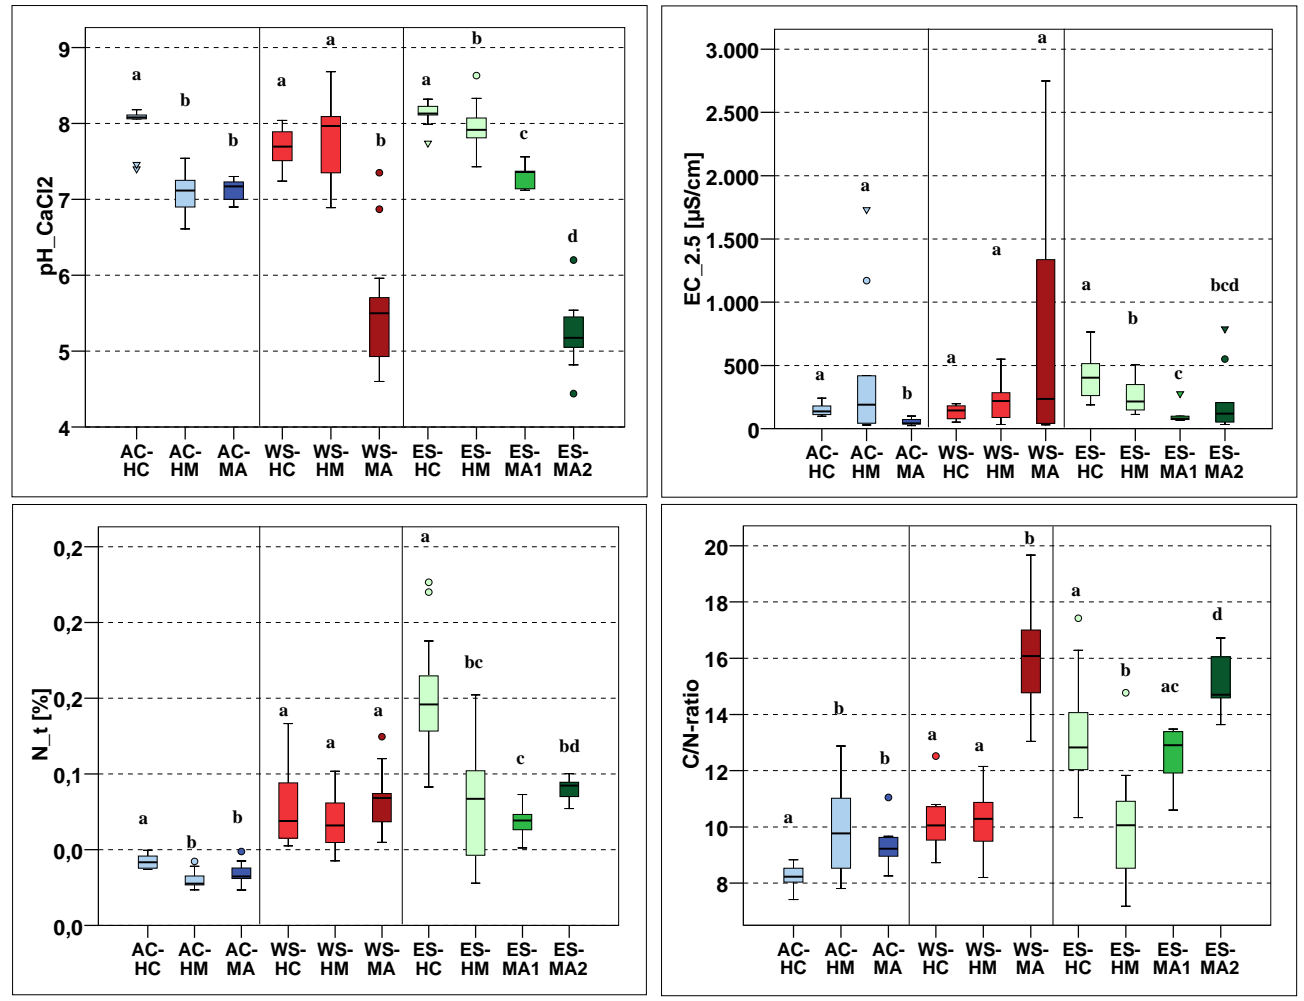 pH_CaCl2
9
8
7
6
5
4
a
b
b
a
a
b
a
b
c
d
AC-HC
AC-HM
AC-MA
WS-HC
WS-HM
WS-MA
ES-HC
ES-HM
ES-MA1
ES-MA2
EC_2.5 [µS/cm]
3.000
2.500
2.000
1.500
1.000
500
0
a
a
b
a
a
a
a
b
c
bcd
AC-HC
AC-HM
AC-MA
WS-HC
WS-HM
WS-MA
ES-HC
ES-HM
ES-MA1
ES-MA2
N_t [%]
0,2
0,2
0,2
0,1
0,0
0,0
a
b
b
a
a
a
a
bc
c
bd
AC-HC
AC-HM
AC-MA
WS-HC
WS-HM
WS-MA
ES-HC
ES-HM
ES-MA1
ES-MA2
C/N-ratio
20
18
16
14
12
10
8
a
b
b
a
a
b
a
b
ac
d
AC-HC
AC-HM
AC-MA
WS-HC
WS-HM
WS-MA
ES-HC
ES-HM
ES-MA1
ES-MA2